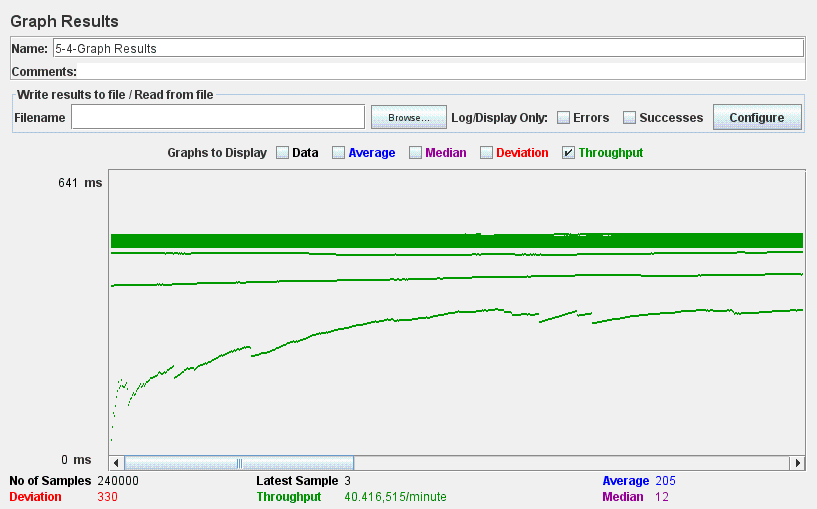 Graph Results
Name: 5-4-Graph Results
Comments:
Write results to file / Read from file
Filename Browse... Log/Display Only: Errors Successes Configure
Graphs to Display Data Average Median Deviation Throughput
641 ms
0 ms
No of Samples 240000 Latest Sample 3 Average 205
Deviation 330 Throughput 40.416,515/minute Median 12